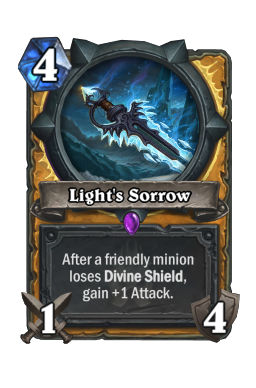 4
Light's Sorrow
After a friendly minion
loses Divine Shield,
gain +1 Attack.
1
4